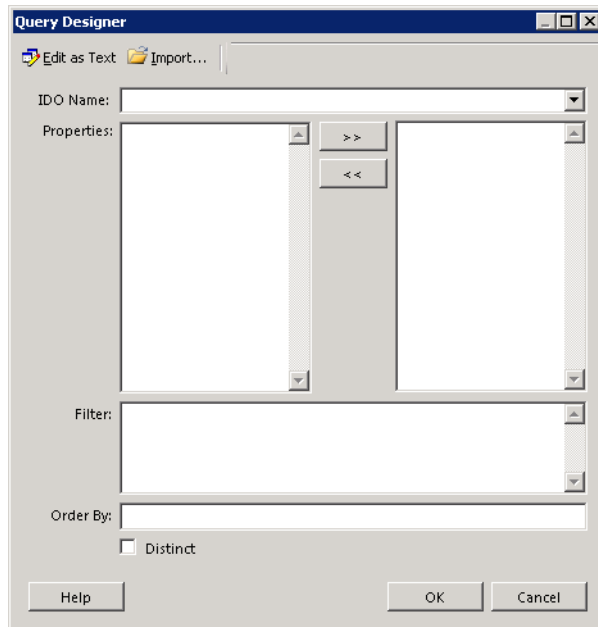 Query Designer
Edit as Text Import...
IDO Name:
Properties:
>>
<<
Filter:
Order By:
Distinct
Help OK Cancel